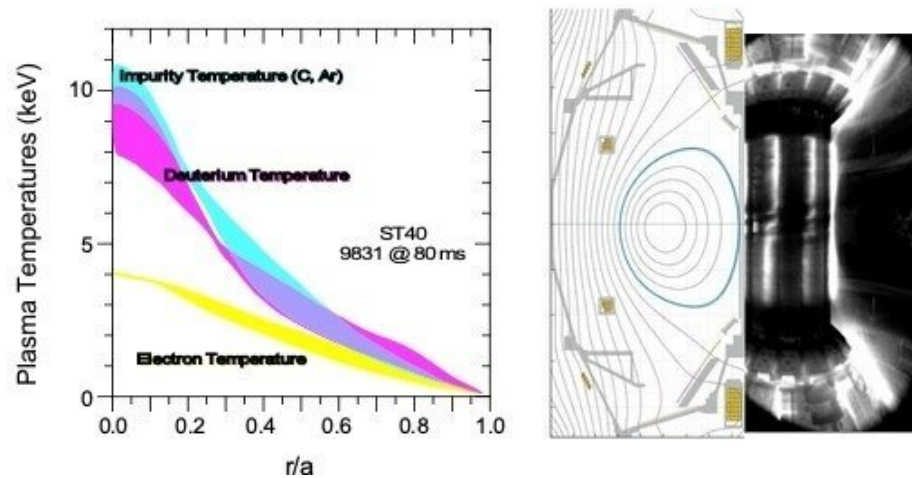 Plasma Temperatures (keV)
10
5
0
Impurity Temperature (C, Ar)
Deuterium Temperature
ST40
9831 @ 80 ms
Electron Temperature
0.0 0.2 0.4 0.6 0.8 1.0
r/a